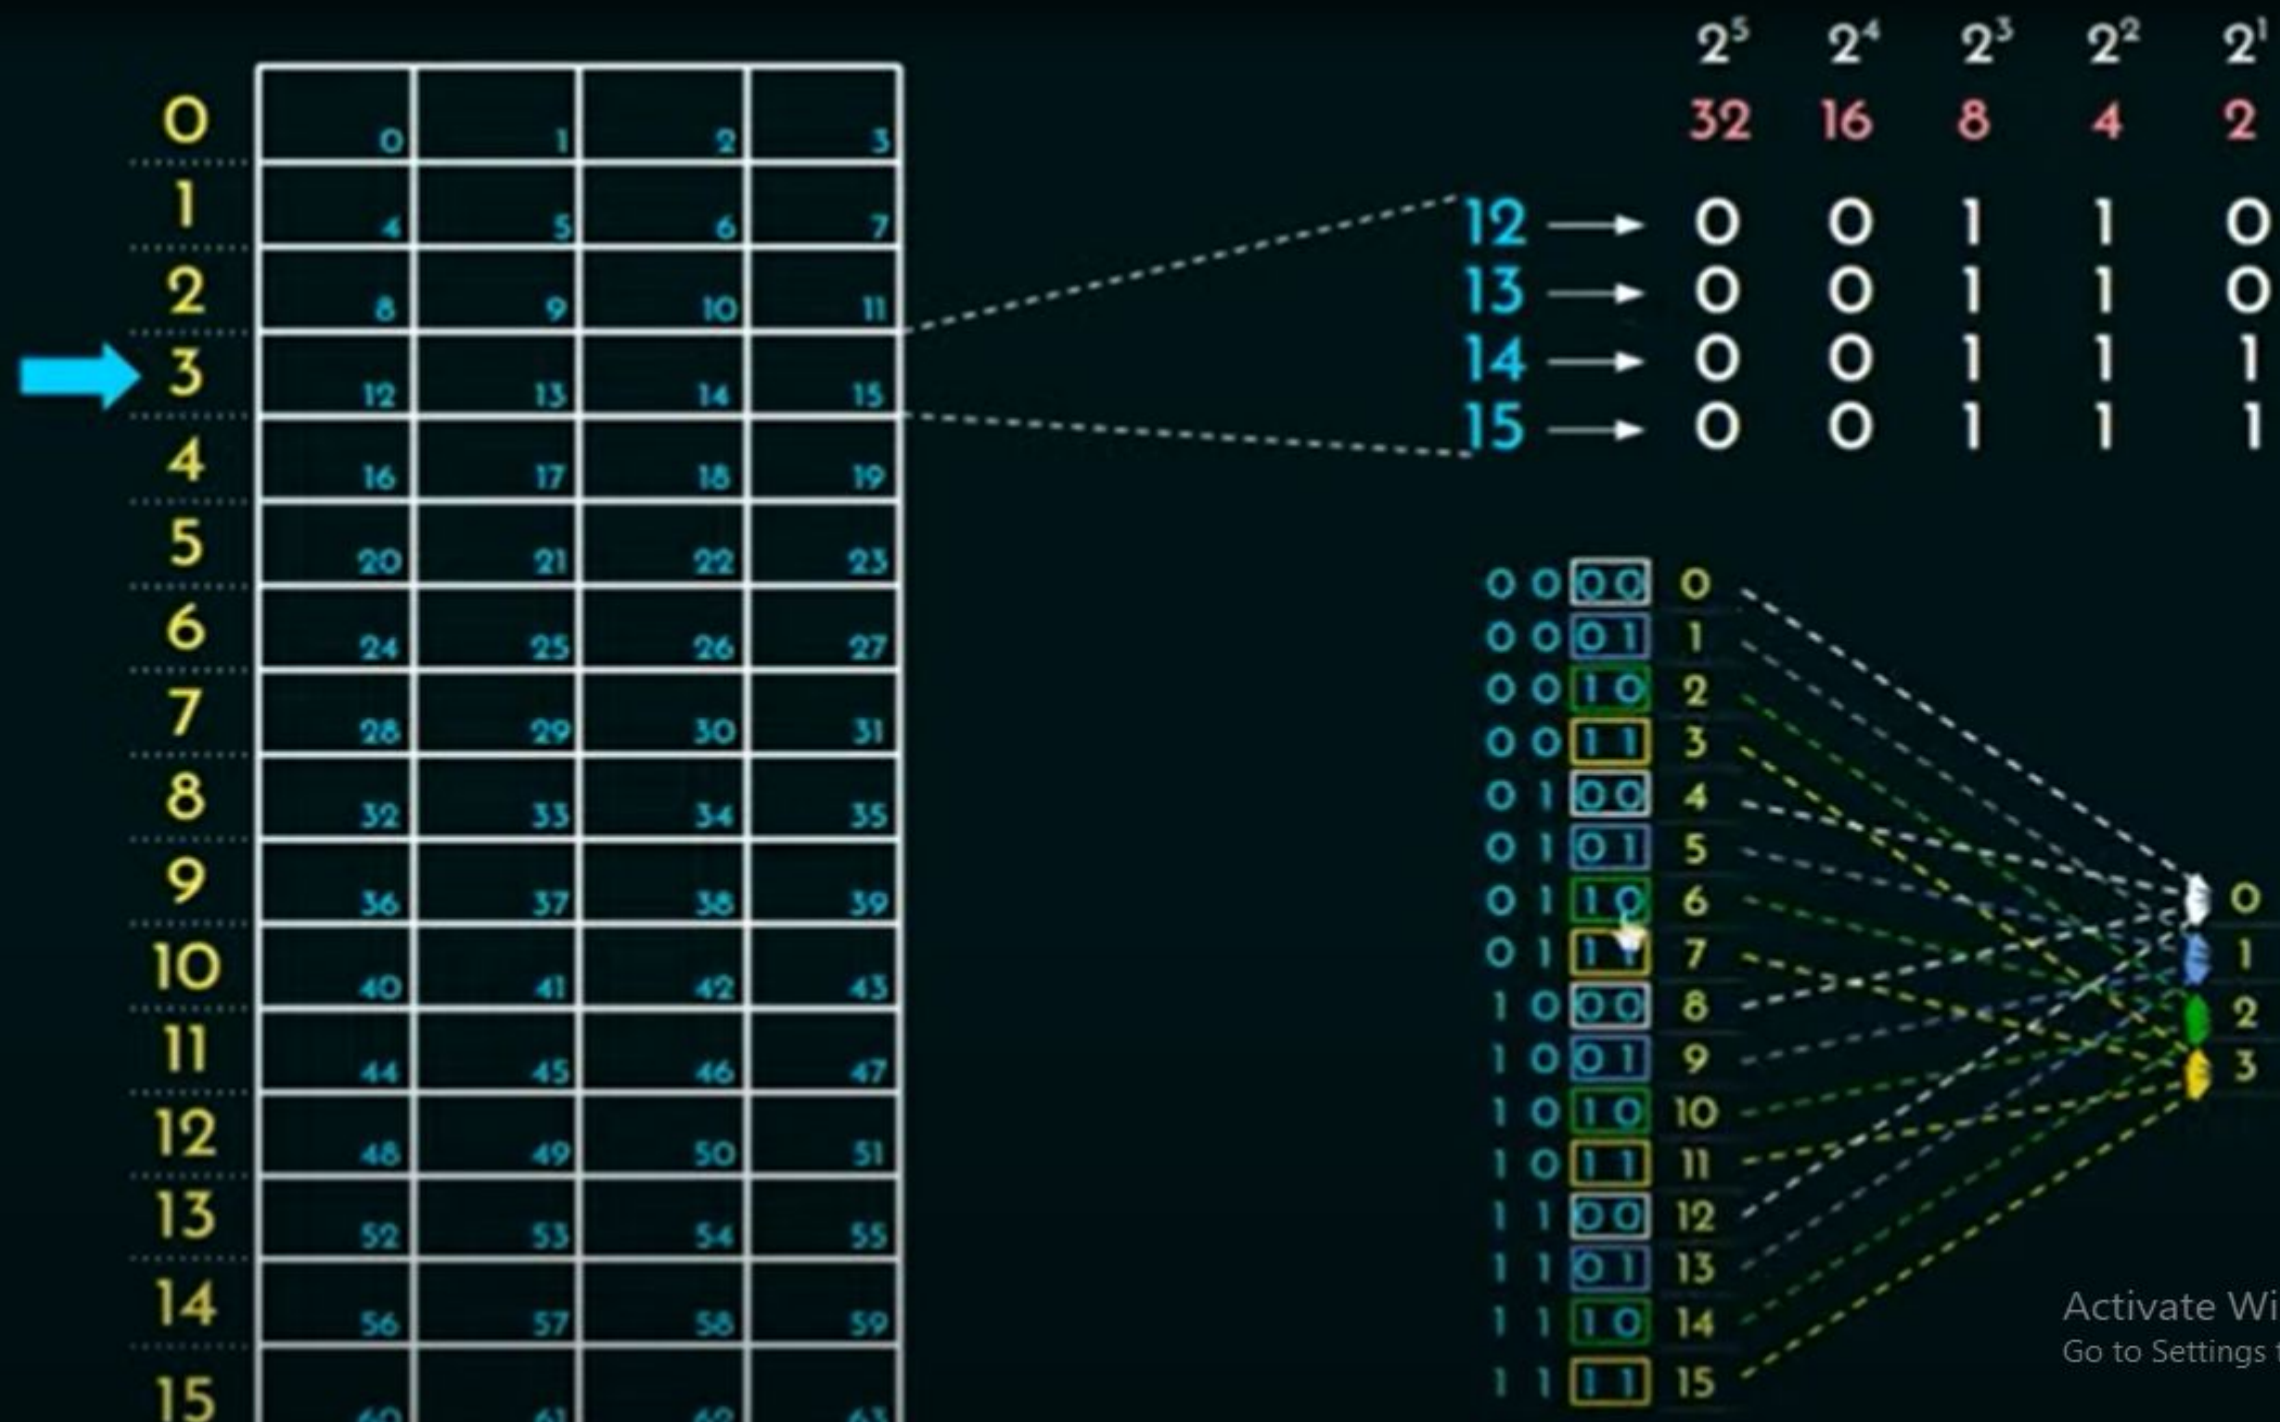 0 0 1 2 3
1 4 5 6 7
2 8 9 10 11
3 12 13 14 15
4 16 17 18 19
5 20 21 22 23
6 24 25 26 27
7 28 29 30 31
8 32 33 34 35
9 36 37 38 39
10 40 41 42 43
11 44 45 46 47
12 48 49 50 51
13 52 53 54 55
14 56 57 58 59
15 60 61 62 63
2⁵ 2⁴ 2³ 2² 2¹
32 16 8 4 2
12 → 0 0 1 1 0
13 → 0 0 1 1 0
14 → 0 0 1 1 1
15 → 0 0 1 1 1
0 0 0 0 0
0 0 0 1 1
0 0 1 0 2
0 0 1 1 3
0 1 0 0 4
0 1 0 1 5
0 1 1 0 6
0 1 1 1 7
1 0 0 0 8
1 0 0 1 9
1 0 1 0 10
1 0 1 1 11
1 1 0 0 12
1 1 0 1 13
1 1 1 0 14
1 1 1 1 15
0
1
2
3
Activate Wi
Go to Settings